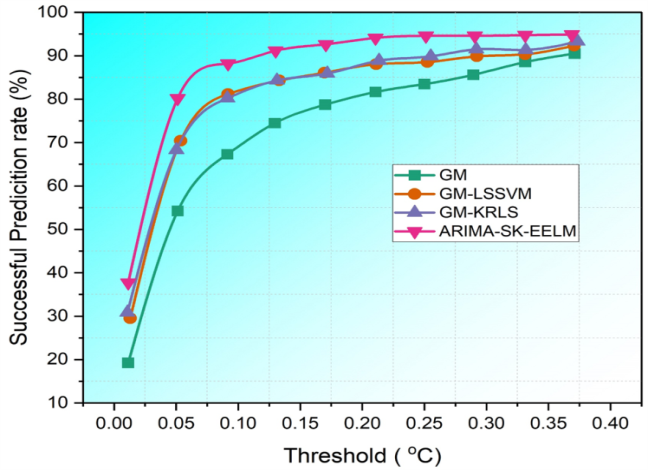 100
90
80
70
60
50
40
30
20
10
Successful Predicition rate (%)
GM
GM-LSSVM
GM-KRLS
ARIMA-SK-EELM
0.00 0.05 0.10 0.15 0.20 0.25 0.30 0.35 0.40
Threshold ( °C)